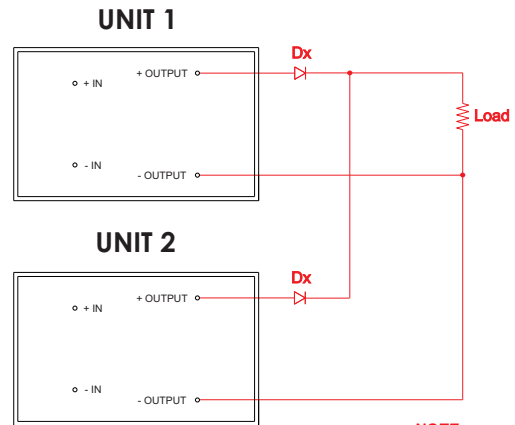 UNIT 1
Dx
+ OUTPUT
+ IN
Load
- IN
- OUTPUT
UNIT 2
Dx
+ OUTPUT
+ IN
- IN
- OUTPUT